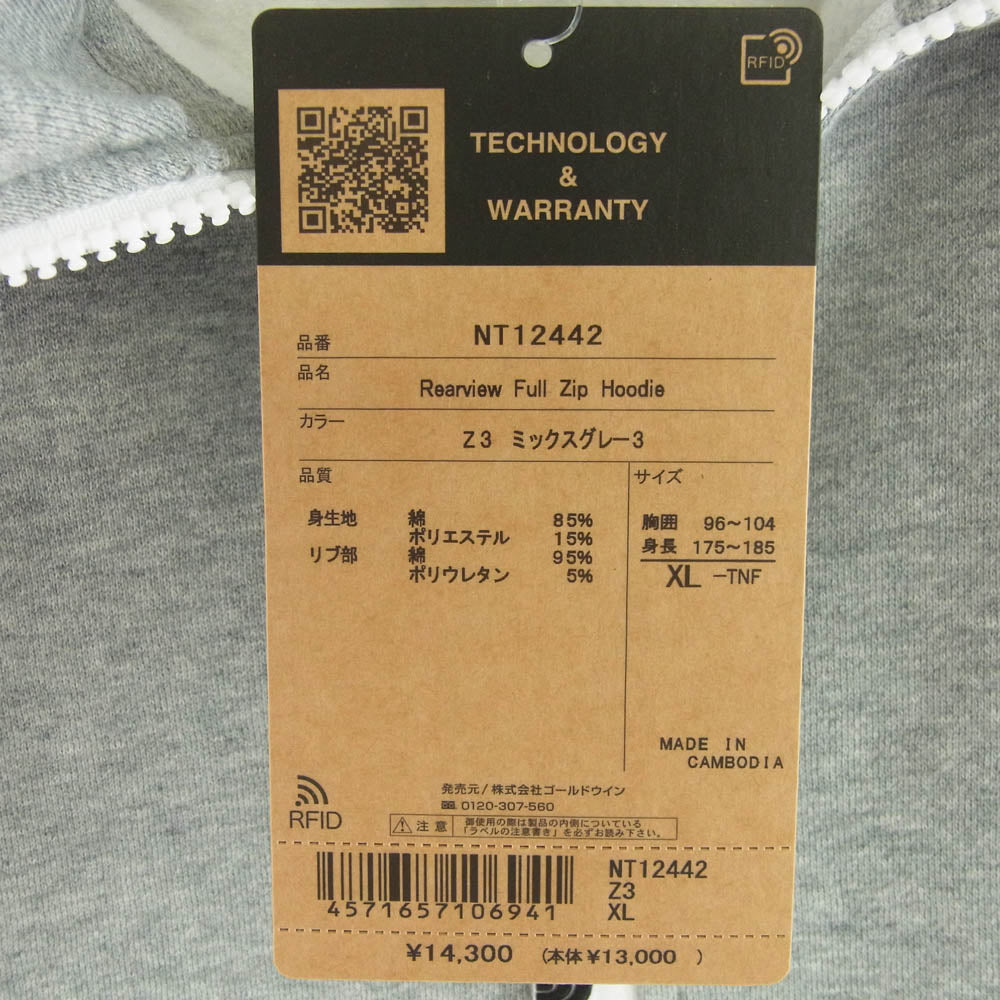 RFID
TECHNOLOGY
&
WARRANTY
品番 NT12442
品名 Rearview Full Zip Hoodie
カラー Z3 ミックスグレー3
品質
身生地 綿 85%
ポリエステル 15%
リブ部 綿 95%
ポリウレタン 5%
サイズ
胸囲 96〜104
身長 175〜185
XL -TNF
MADE IN
CAMBODIA
RFID
発売元/株式会社ゴールドウイン
0120-307-560
注意 御使用の際は製品の内側についている
「ラベルの注意書き」を必ずお読み下さい。
4571657106941
NT12442
Z3
XL
¥14,300 (本体¥13,000 )